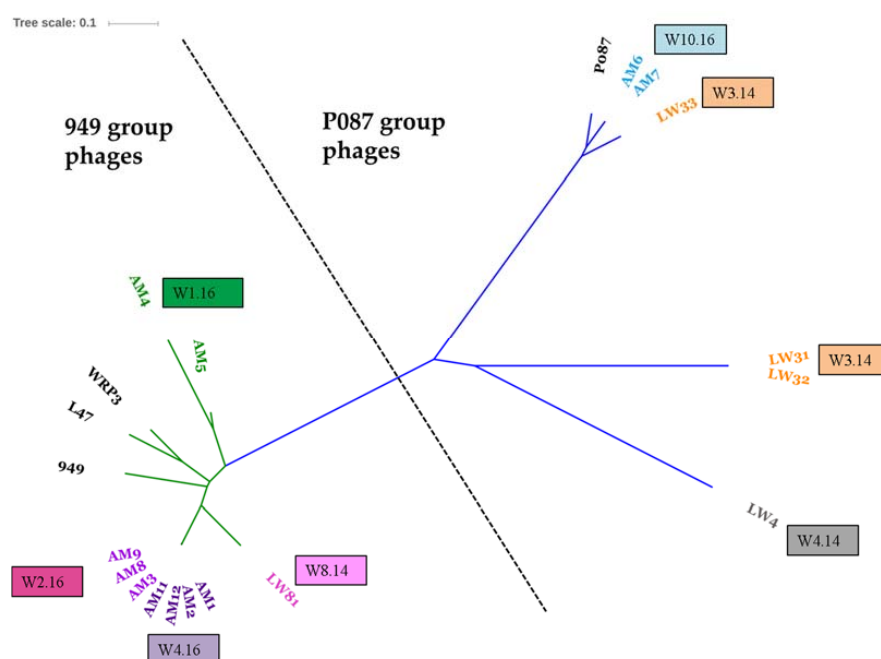 Tree scale: 0.1
949 group
phages
P087 group
phages
P087
AM6
AM7
W10.16
LW33
W3.14
AM4
W1.16
AM5
WRP3
L47
949
LW31
LW32
W3.14
LW4
W4.14
W2.16
AM9
AM8
AM3
AM11
AM12
AM2
AM1
W4.16
LW81
W8.14